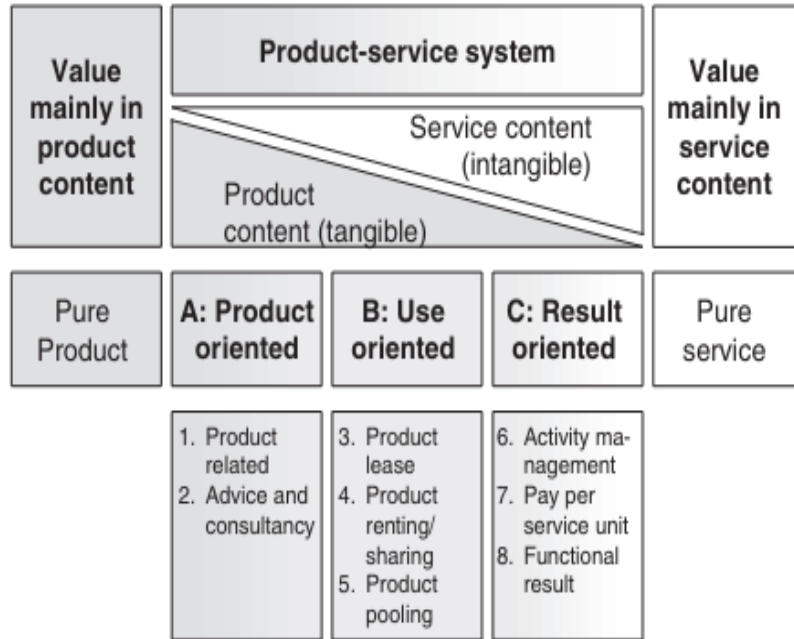 Value
mainly in
product
content
Product-service system
Service content
(intangible)
Product
content (tangible)
Value
mainly in
service
content
Pure
Product
A: Product
oriented
B: Use
oriented
C: Result
oriented
Pure
service
1. Product
related
2. Advice and
consultancy
3. Product
lease
4. Product
renting/
sharing
5. Product
pooling
6. Activity ma-
nagement
7. Pay per
service unit
8. Functional
result